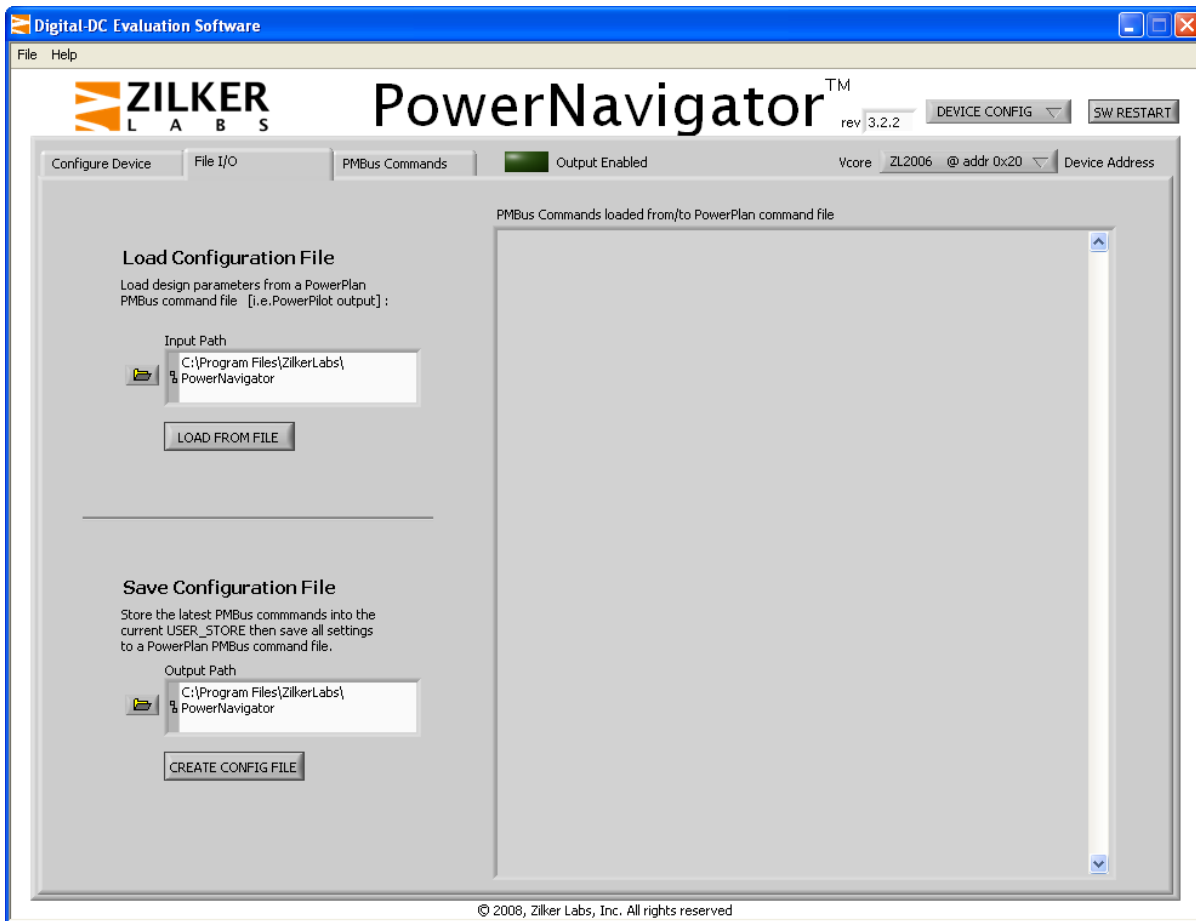 Digital-DC Evaluation Software
File Help
ZILKER
LABS
PowerNavigator™
rev 3.2.2
DEVICE CONFIG
SW RESTART
Configure Device
File I/O
PMBus Commands
Output Enabled
Vcore
ZL2006 @ addr 0x20
Device Address
Load Configuration File
Load design parameters from a PowerPlan
PMBus command file [i.e.PowerPilot output] :
Input Path
C:\Program Files\ZilkerLabs\
PowerNavigator
LOAD FROM FILE
Save Configuration File
Store the latest PMBus commmands into the
current USER_STORE then save all settings
to a PowerPlan PMBus command file.
Output Path
C:\Program Files\ZilkerLabs\
PowerNavigator
CREATE CONFIG FILE
PMBus Commands loaded from/to PowerPlan command file
© 2008, Zilker Labs, Inc. All rights reserved